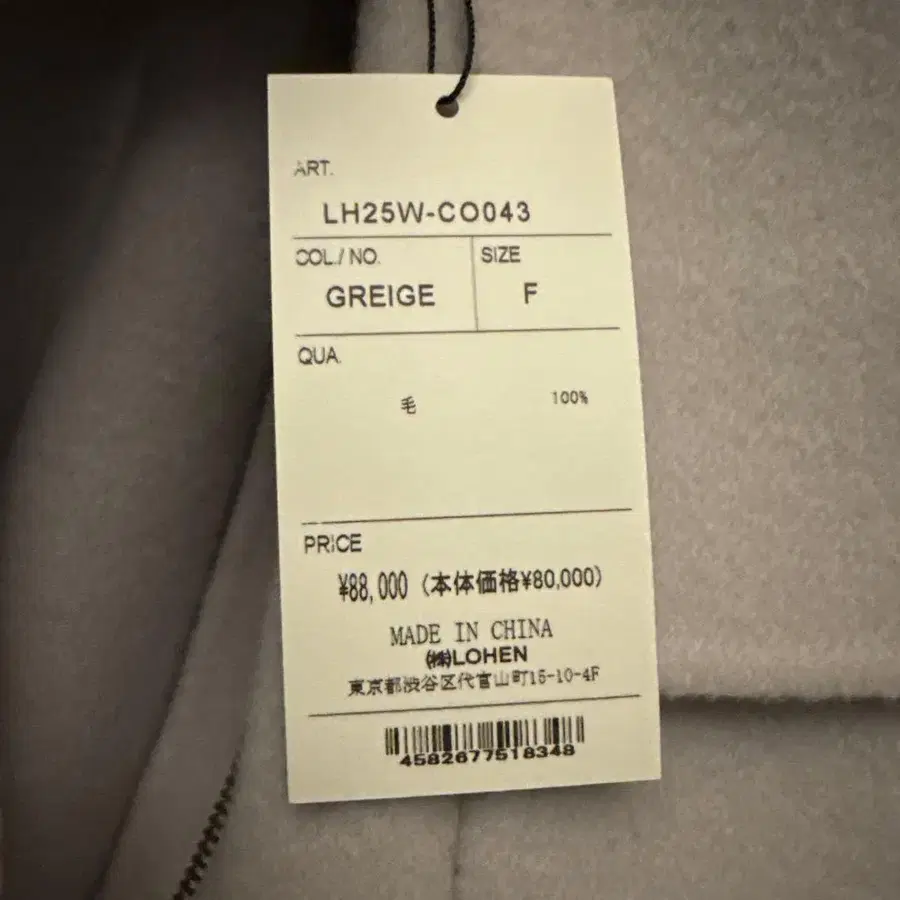 ART.
LH25W-CO043
COL./NO. SIZE
GREIGE F
QUA.
毛 100%
PRICE
¥88,000 (本体価格¥80,000)
MADE IN CHINA
㈱LOHEN
東京都渋谷区代官山町15-10-4F
4582677518348